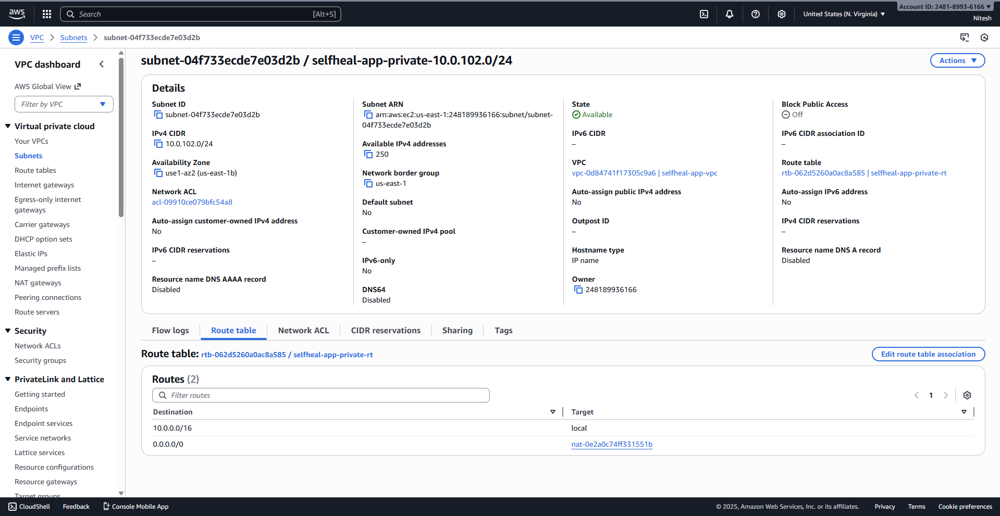 aws
Search
[Alt+S]
United States (N. Virginia)
Account ID: 2481-8993-6166
Nitesh
VPC
Subnets
subnet-04f733ecde7e03d2b
VPC dashboard
AWS Global View
Filter by VPC
Virtual private cloud
Your VPCs
Subnets
Route tables
Internet gateways
Egress-only internet
gateways
Carrier gateways
DHCP option sets
Elastic IPs
Managed prefix lists
NAT gateways
Peering connections
Route servers
Security
Network ACLs
Security groups
PrivateLink and Lattice
Getting started
Endpoints
Endpoint services
Service networks
Lattice services
Resource configurations
Resource gateways
Target groups
subnet-04f733ecde7e03d2b / selfheal-app-private-10.0.102.0/24
Actions
Details
Subnet ID
subnet-04f733ecde7e03d2b
IPv4 CIDR
10.0.102.0/24
Availability Zone
use1-az2 (us-east-1b)
Network ACL
acl-09910ce079bfc54a8
Auto-assign customer-owned IPv4 address
No
IPv6 CIDR reservations
–
Resource name DNS AAAA record
Disabled
Subnet ARN
arn:aws:ec2:us-east-1:248189936166:subnet/subnet-
04f733ecde7e03d2b
Available IPv4 addresses
250
Network border group
us-east-1
Default subnet
No
Customer-owned IPv4 pool
–
IPv6-only
No
DNS64
Disabled
State
Available
IPv6 CIDR
–
VPC
vpc-0d84741f17305c9a6 | selfheal-app-vpc
Auto-assign public IPv4 address
No
Outpost ID
–
Hostname type
IP name
Owner
248189936166
Block Public Access
Off
IPv6 CIDR association ID
–
Route table
rtb-062d5260a0ac8a585 | selfheal-app-private-rt
Auto-assign IPv6 address
No
IPv4 CIDR reservations
–
Resource name DNS A record
Disabled
Flow logs
Route table
Network ACL
CIDR reservations
Sharing
Tags
Route table: rtb-062d5260a0ac8a585 / selfheal-app-private-rt
Edit route table association
Routes (2)
Filter routes
1
Destination
Target
10.0.0.0/16
local
0.0.0.0/0
nat-0e2a0c74ff331551b
CloudShell
Feedback
Console Mobile App
© 2025, Amazon Web Services, Inc. or its affiliates.
Privacy
Terms
Cookie preferences